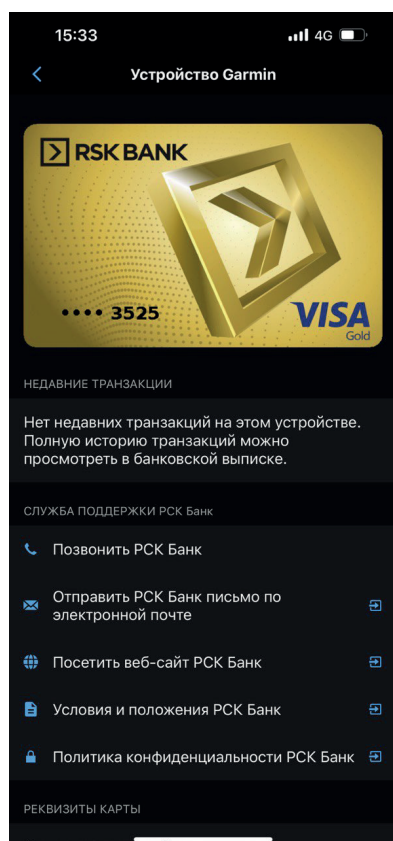 15:33
4G
Устройство Garmin
RSK BANK
•••• 3525
VISA
Gold
НЕДАВНИЕ ТРАНЗАКЦИИ
Нет недавних транзакций на этом устройстве.
Полную историю транзакций можно
просмотреть в банковской выписке.
СЛУЖБА ПОДДЕРЖКИ РСК Банк
Позвонить РСК Банк
Отправить РСК Банк письмо по
электронной почте
Посетить веб-сайт РСК Банк
Условия и положения РСК Банк
Политика конфиденциальности РСК Банк
РЕКВИЗИТЫ КАРТЫ